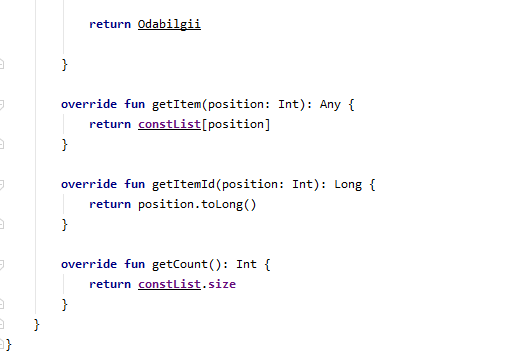 return Odabilgii
}
override fun getItem(position: Int): Any {
return constList[position]
}
override fun getItemId(position: Int): Long {
return position.toLong()
}
override fun getCount(): Int {
return constList.size
}
}
}